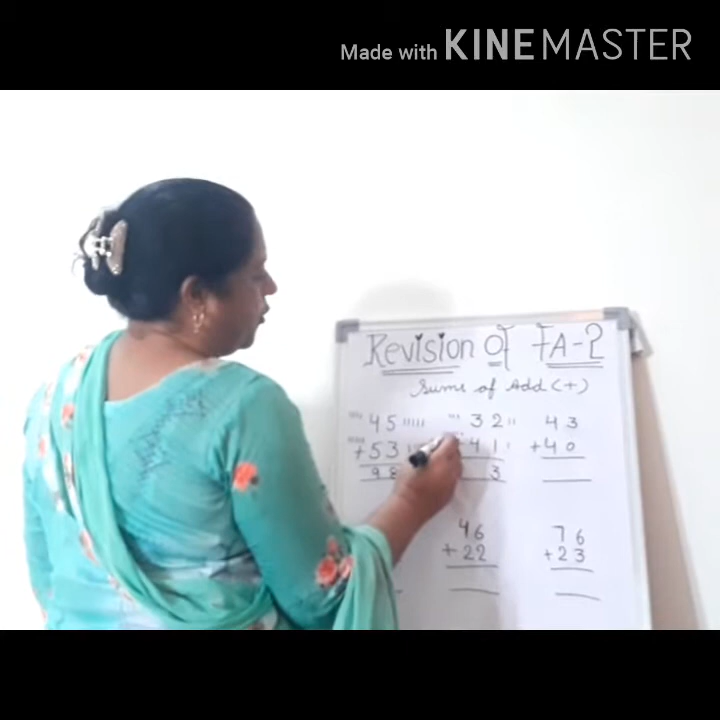 Made with KINEMASTER
Revision Of FA-2
Sums of Add (+)
45 32 43
+53 41 +40
98 3
46 76
+22 +23